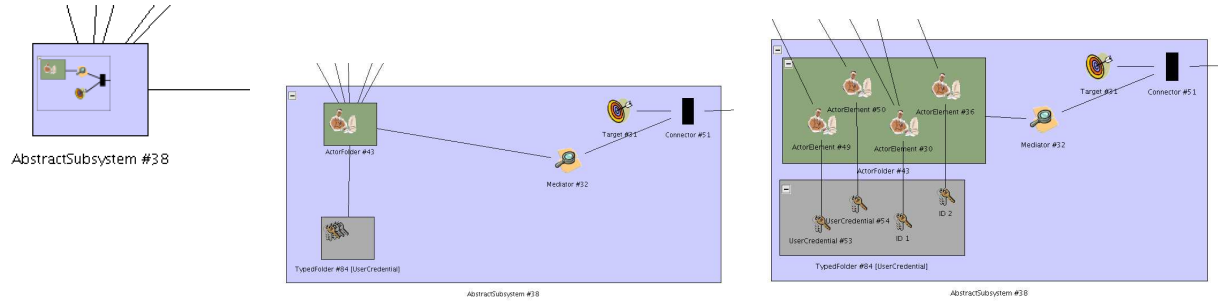 AbstractSubsystem #38
Target #31
Connector #51
ActorFolder #43
Mediator #32
TypedFolder #84 [UserCredential]
AbstractSubsystem #38
Target #31
Connector #51
ActorElement #50
ActorElement #36
ActorElement #49
ActorElement #30
Mediator #32
ActorFolder #43
UserCredential #54
ID 2
UserCredential #53
ID 1
TypedFolder #84 [UserCredential]
AbstractSubsystem #38